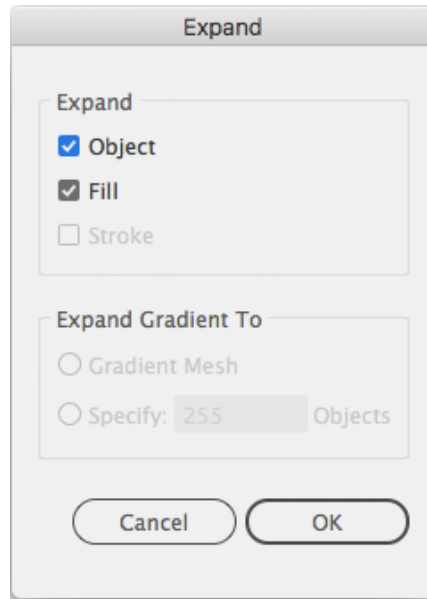 Expand
Expand
Object
Fill
Stroke
Expand Gradient To
Gradient Mesh
Specify: 255 Objects
Cancel OK